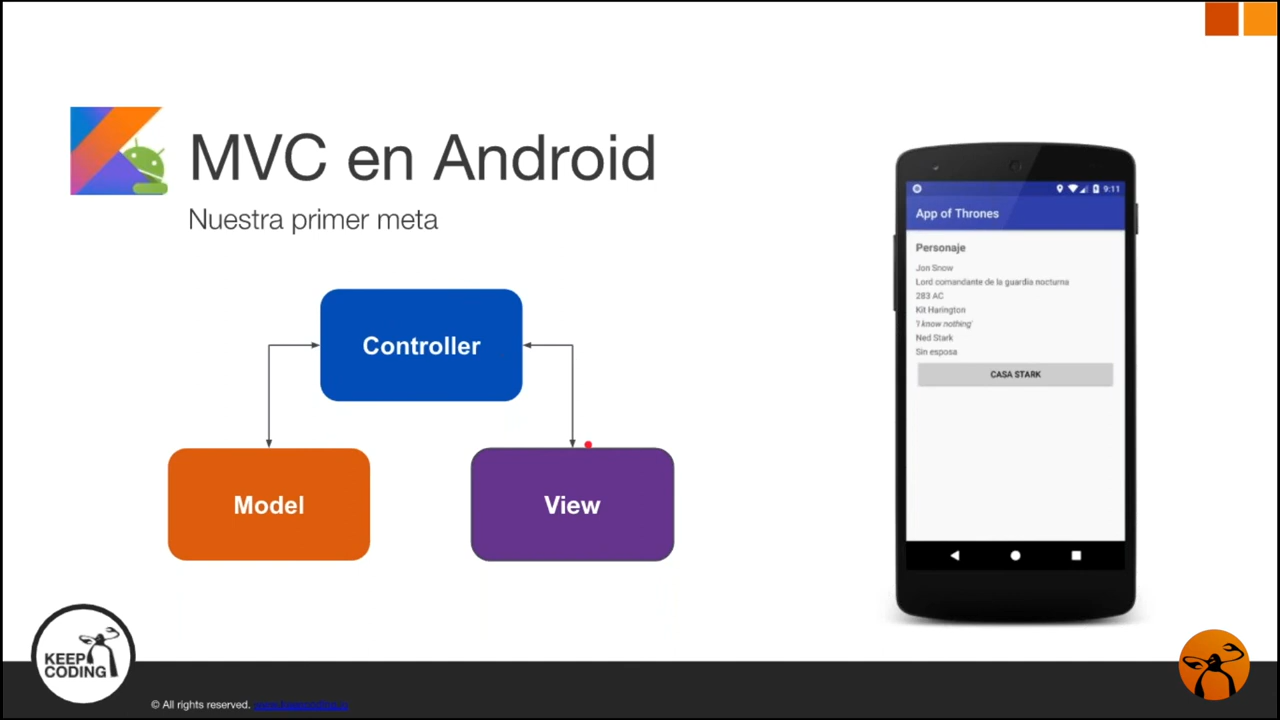 MVC en Android
Nuestra primer meta
Controller
Model
View
9:11
App of Thrones
Personaje
Jon Snow
Lord comandante de la guardia nocturna
283 AC
Kit Harington
'I know nothing'
Ned Stark
Sin esposa
CASA STARK
KEEP
CODING
© All rights reserved.